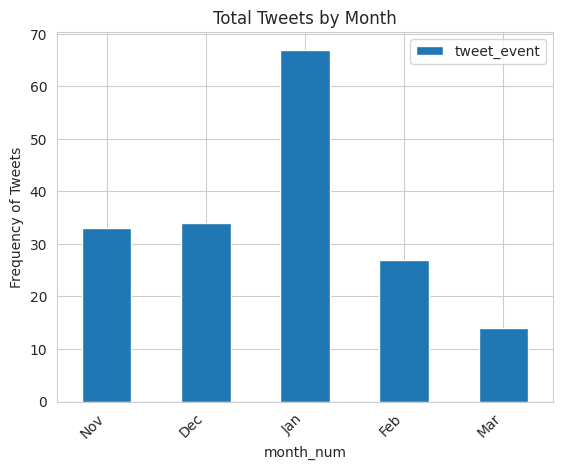 Total Tweets by Month
tweet_event
Frequency of Tweets
70
60
50
40
30
20
10
0
Nov
Dec
Jan
Feb
Mar
month_num